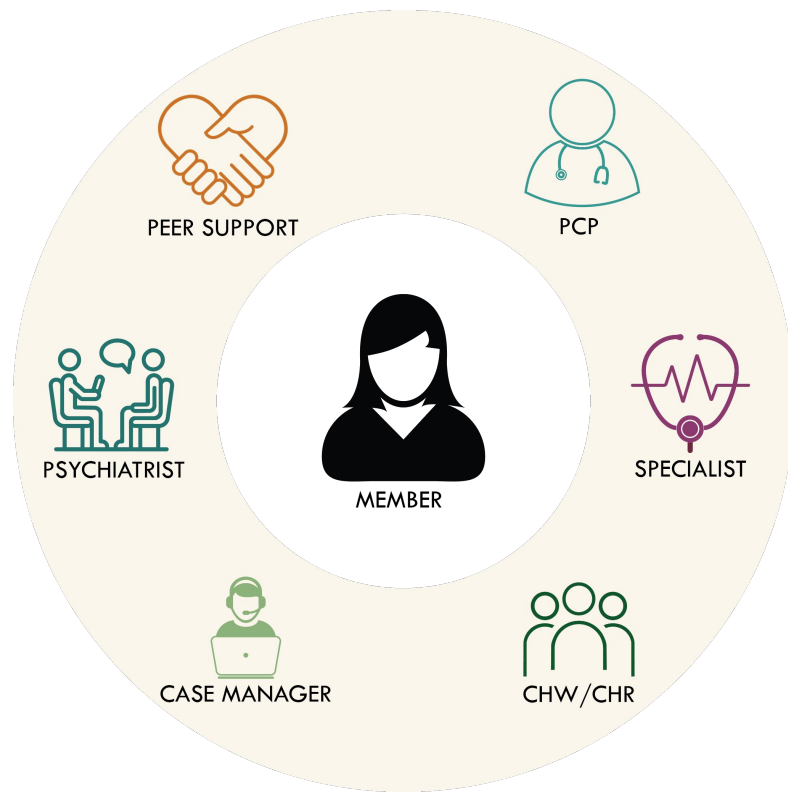 PEER SUPPORT
PCP
PSYCHIATRIST
SPECIALIST
MEMBER
CASE MANAGER
CHW/CHR